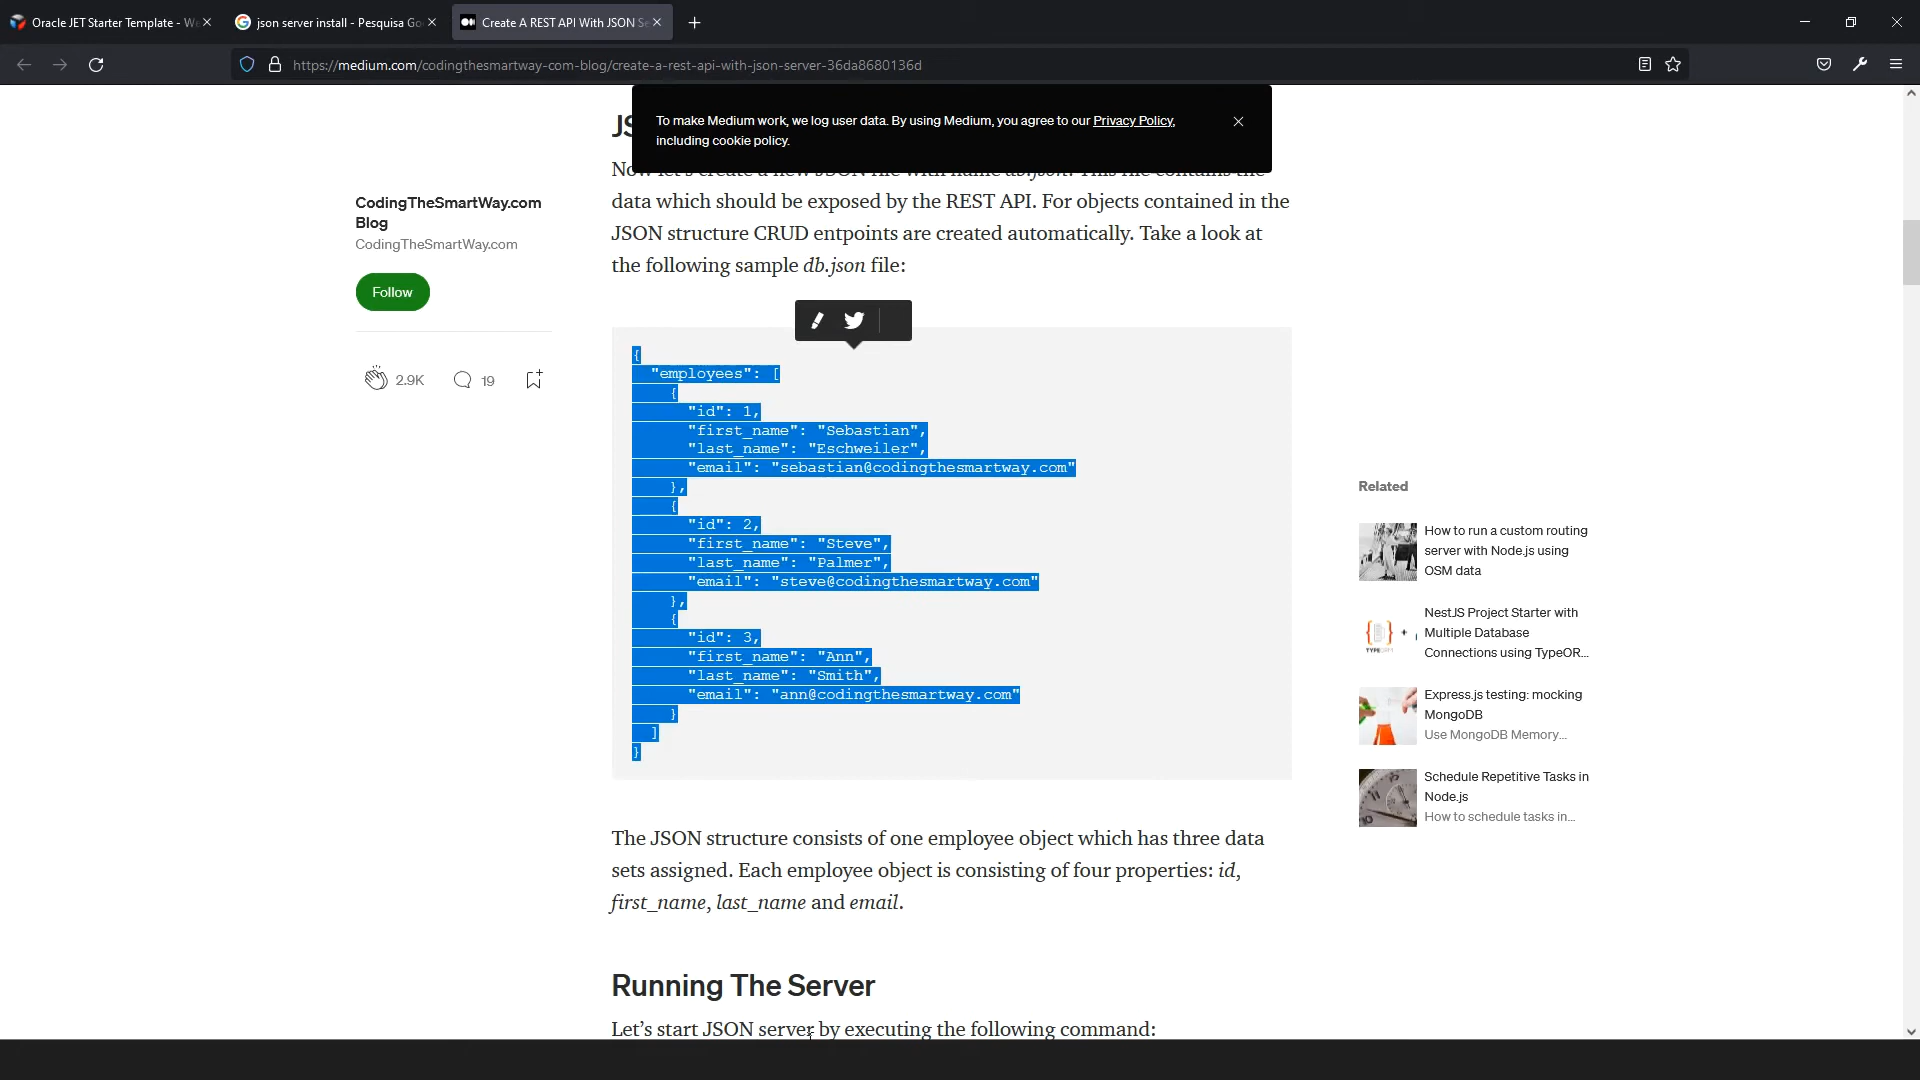 Oracle JET Starter Template - W
json server install - Pesquisa Go
Create A REST API With JSON Se
https://medium.com/codingthesmartway-com-blog/create-a-rest-api-with-json-server-36da8680136d
To make Medium work, we log user data. By using Medium, you agree to our Privacy Policy,
including cookie policy.
data which should be exposed by the REST API. For objects contained in the
JSON structure CRUD entpoints are created automatically. Take a look at
the following sample db.json file:
CodingTheSmartWay.com
Blog
CodingTheSmartWay.com
Follow
2.9K
19
{
"employees": [
{
"id": 1,
"first_name": "Sebastian",
"last_name": "Eschweiler",
"email": "sebastian@codingthesmartway.com"
},
{
"id": 2,
"first_name": "Steve",
"last_name": "Palmer",
"email": "steve@codingthesmartway.com"
},
{
"id": 3,
"first_name": "Ann",
"last_name": "Smith",
"email": "ann@codingthesmartway.com"
}
]
}
The JSON structure consists of one employee object which has three data
sets assigned. Each employee object is consisting of four properties: id,
first_name, last_name and email.
Running The Server
Let’s start JSON server by executing the following command:
Related
How to run a custom routing
server with Node.js using
OSM data
NestJS Project Starter with
Multiple Database
Connections using TypeOR...
Express.js testing: mocking
MongoDB
Use MongoDB Memory...
Schedule Repetitive Tasks in
Node.js
How to schedule tasks in...